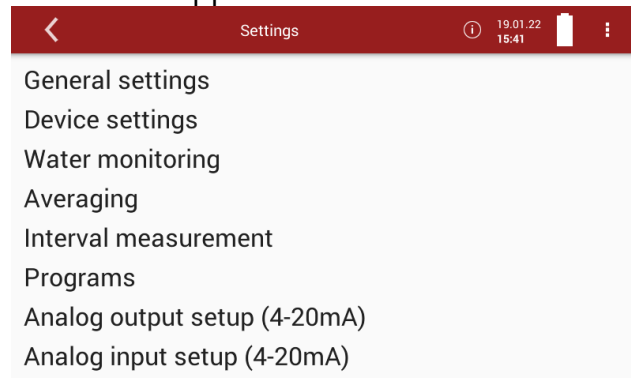 Settings
19.01.22
15:41
General settings
Device settings
Water monitoring
Averaging
Interval measurement
Programs
Analog output setup (4-20mA)
Analog input setup (4-20mA)